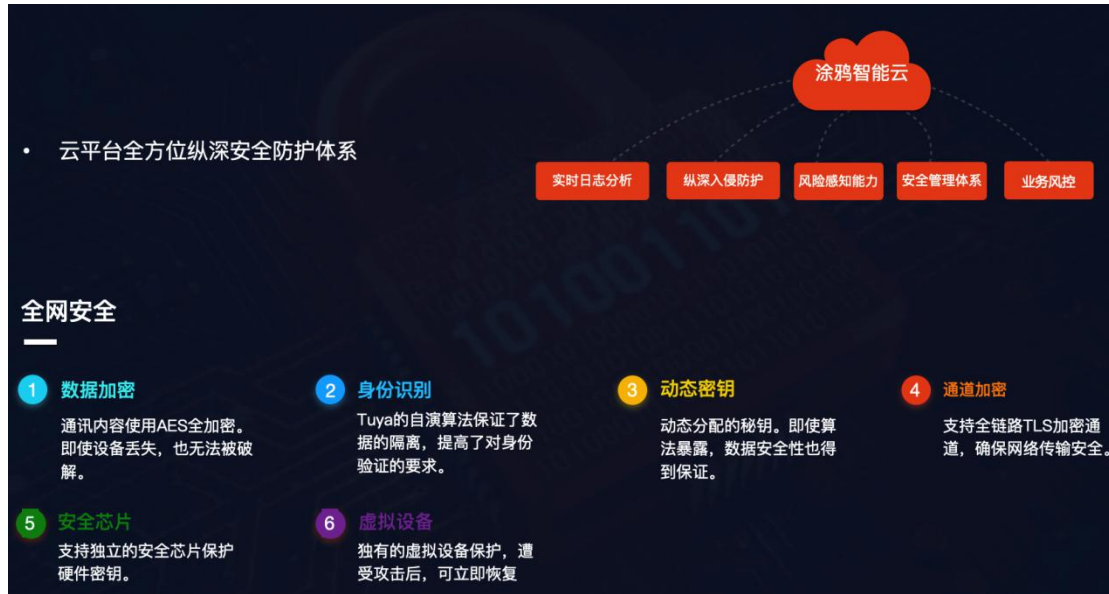 涂鸦智能云
• 云平台全方位纵深安全防护体系
实时日志分析
纵深入侵防护
风险感知能力
安全管理体系
业务风控
全网安全
1 数据加密
通讯内容使用AES全加密。
即使设备丢失，也无法被破
解。
2 身份识别
Tuya的自演算法保证了数
据的隔离，提高了对身份
验证的要求。
3 动态密钥
动态分配的秘钥。即使算
法暴露，数据安全性也得
到保证。
4 通道加密
支持全链路TLS加密通
道，确保网络传输安全。
5 安全芯片
支持独立的安全芯片保护
硬件密钥。
6 虚拟设备
独有的虚拟设备保护，遭
受攻击后，可立即恢复
10100110